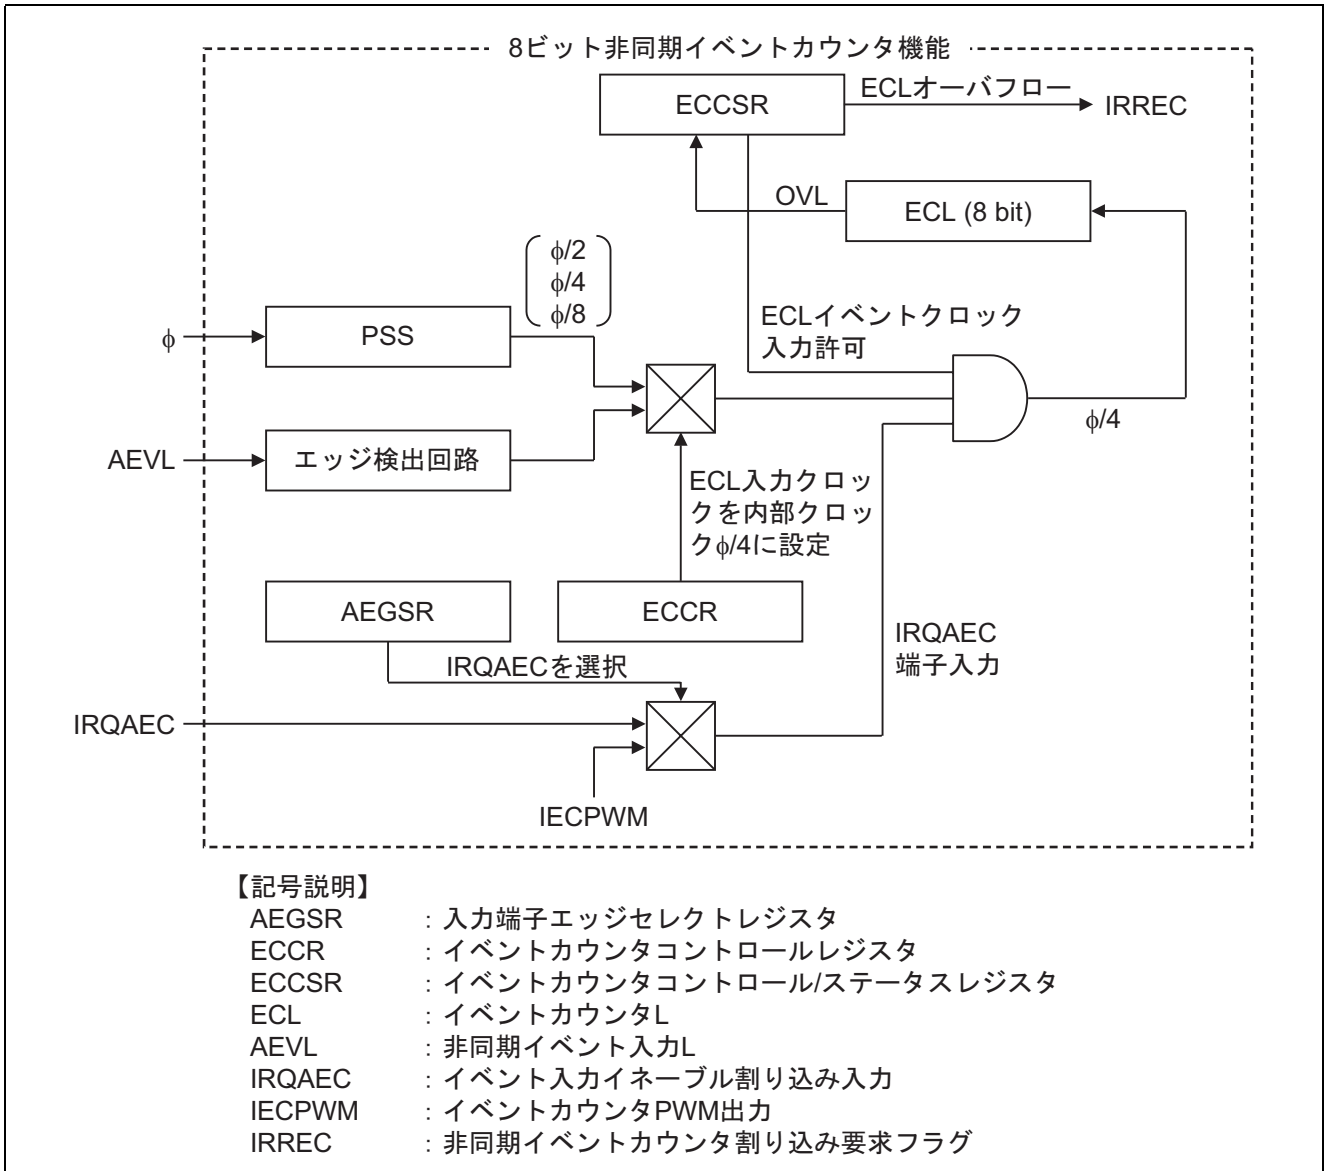 8ビット非同期イベントカウンタ機能
ECCSR
ECLオーバフロー
IRREC
OVL
ECL (8 bit)
ϕ/2
ϕ/4
ϕ/8
ϕ
PSS
ECLイベントクロック
入力許可
ϕ/4
AEVL
エッジ検出回路
ECL入力クロッ
クを内部クロッ
クϕ/4に設定
AEGSR
ECCR
IRQAEC
端子入力
IRQAECを選択
IRQAEC
IECPWM
【記号説明】
AEGSR : 入力端子エッジセレクトレジスタ
ECCR : イベントカウンタコントロールレジスタ
ECCSR : イベントカウンタコントロール/ステータスレジスタ
ECL : イベントカウンタL
AEVL : 非同期イベント入力L
IRQAEC : イベント入力イネーブル割り込み入力
IECPWM : イベントカウンタPWM出力
IRREC : 非同期イベントカウンタ割り込み要求フラグ